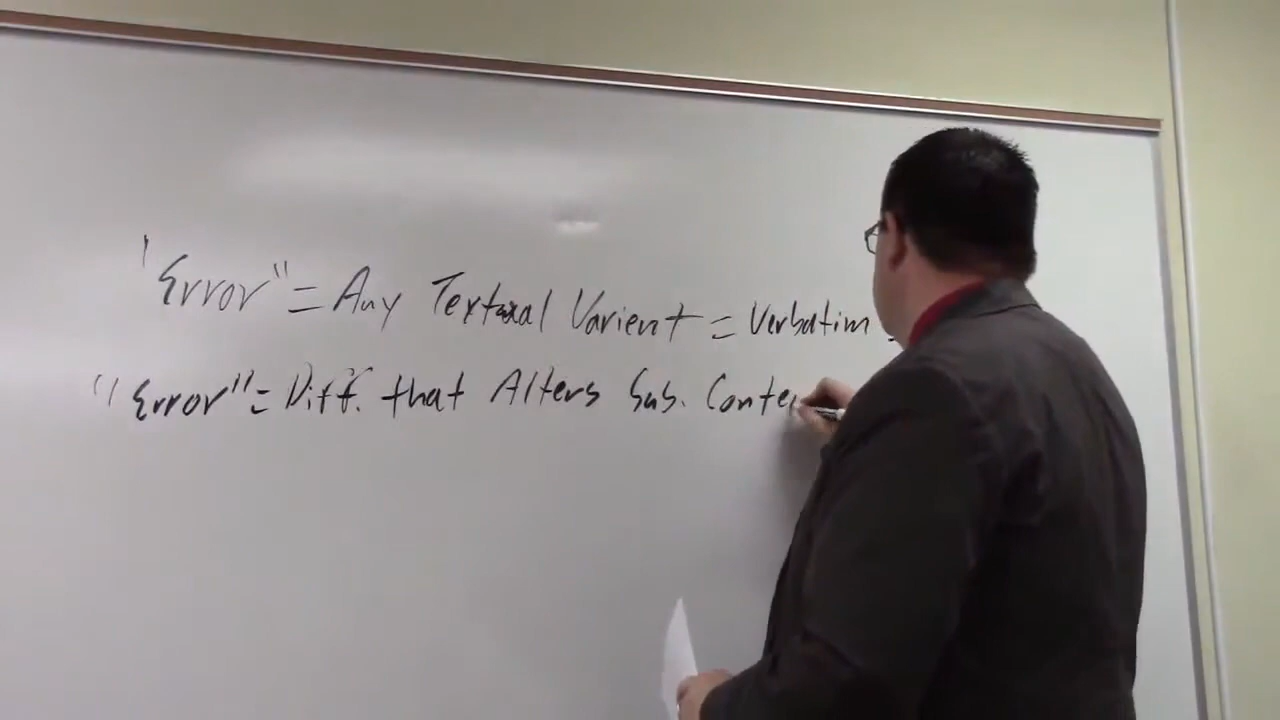 "Error" = Any Textual Varient = Verbatim
"Error" = Diff. that Alters Sub. Conte